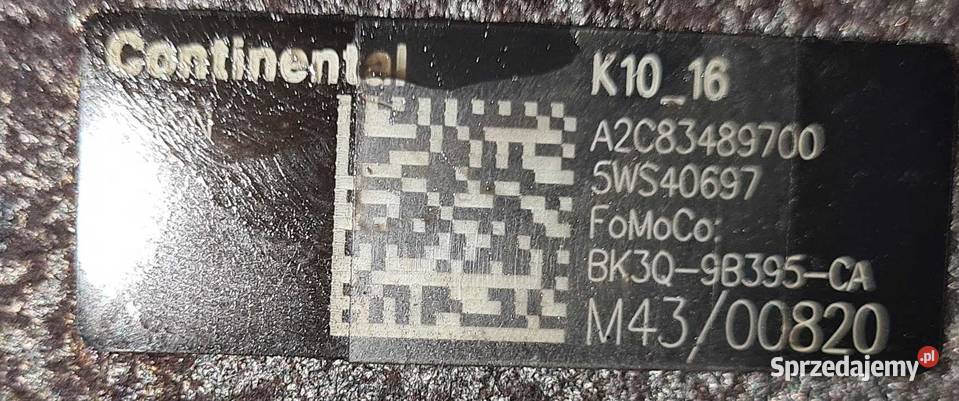 Continental
K10_16
A2C83489700
5WS40697
FoMoCo:
BK3Q-9B395-CA
M43/00820
Sprzedajemy.pl